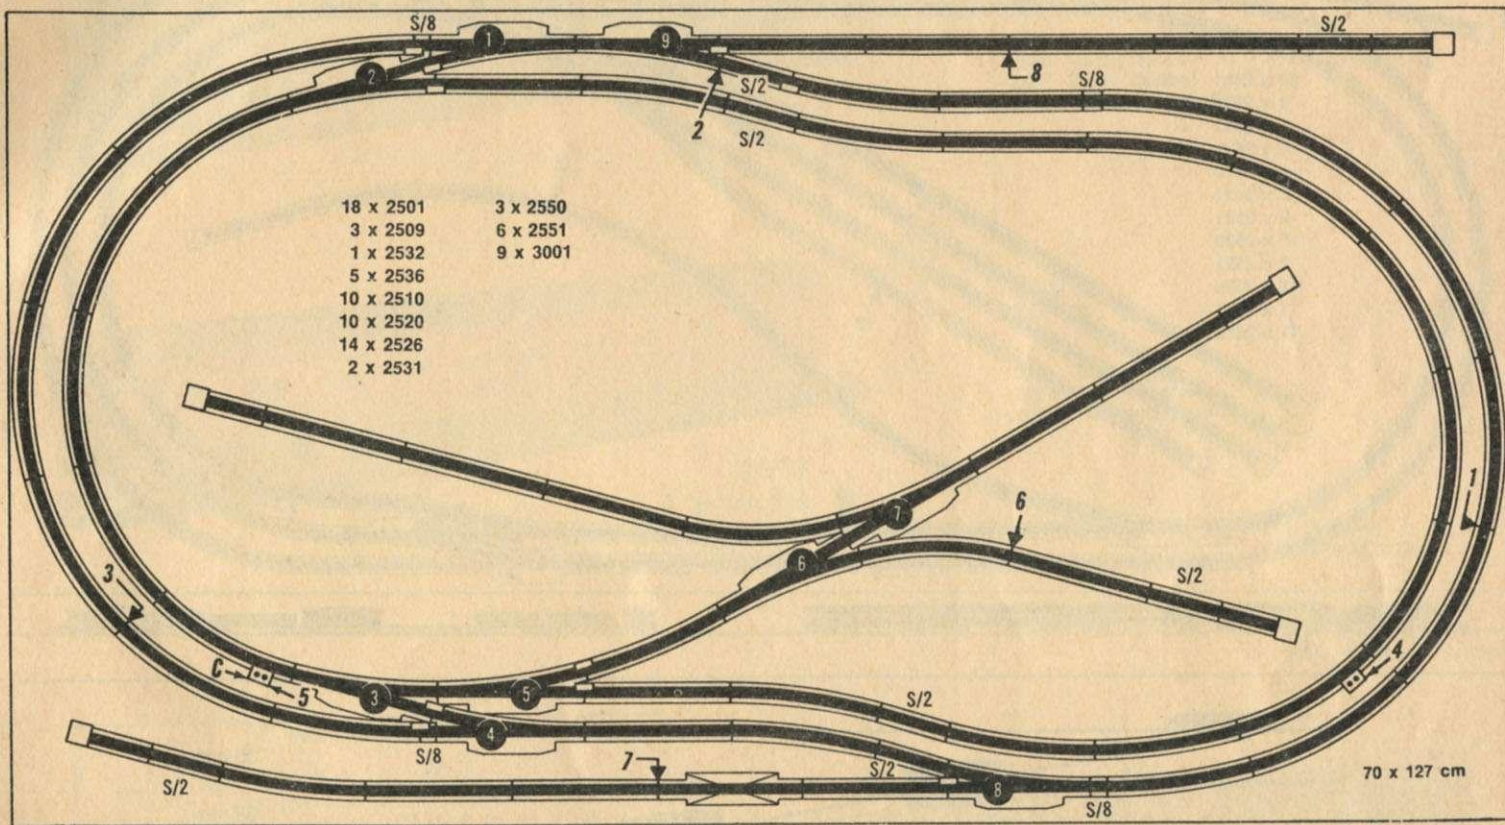 S/8
1
9
S/2
2
8
S/2
S/8
2
S/2
18 x 2501
3 x 2509
1 x 2532
5 x 2536
10 x 2510
10 x 2520
14 x 2526
2 x 2531
3 x 2550
6 x 2551
9 x 3001
1
7
6
6
3
S/2
C
5
4
3
5
S/2
4
S/8
7
S/2
S/2
8
S/8
70 x 127 cm